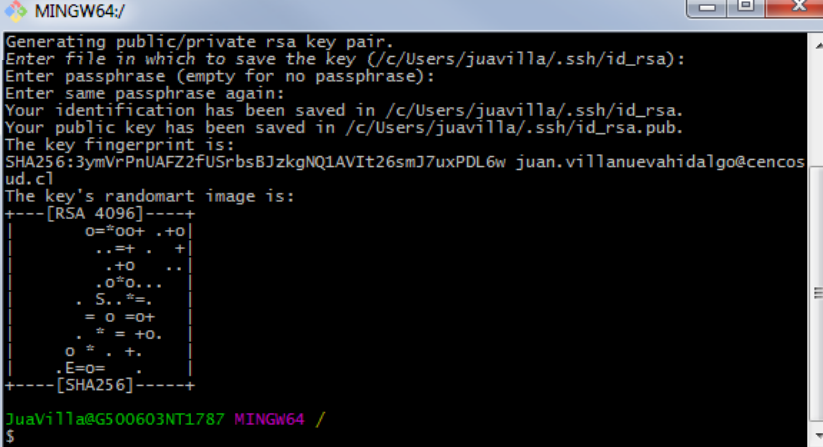 MINGW64:/
Generating public/private rsa key pair.
Enter file in which to save the key (/c/Users/juavilla/.ssh/id_rsa):
Enter passphrase (empty for no passphrase):
Enter same passphrase again:
Your identification has been saved in /c/Users/juavilla/.ssh/id_rsa.
Your public key has been saved in /c/Users/juavilla/.ssh/id_rsa.pub.
The key fingerprint is:
SHA256:3ymVrPnUAFZ2fUSrbsBJzkgNQ1AVIt26smJ7uxPDL6w juan.villanuevahidalgo@cencos
ud.cl
The key's randomart image is:
+---[RSA 4096]----+
|       o=*oo+ .+o|
|        ..=+ .  +|
|         .+o   ..|
|        .o*o...  |
|      . S..*=.   |
|       = o =o+   |
|      . * = +o.  |
|     o * . +.    |
|    .E=o=   .    |
+----[SHA256]-----+
JuaVilla@G500603NT1787 MINGW64 /
$